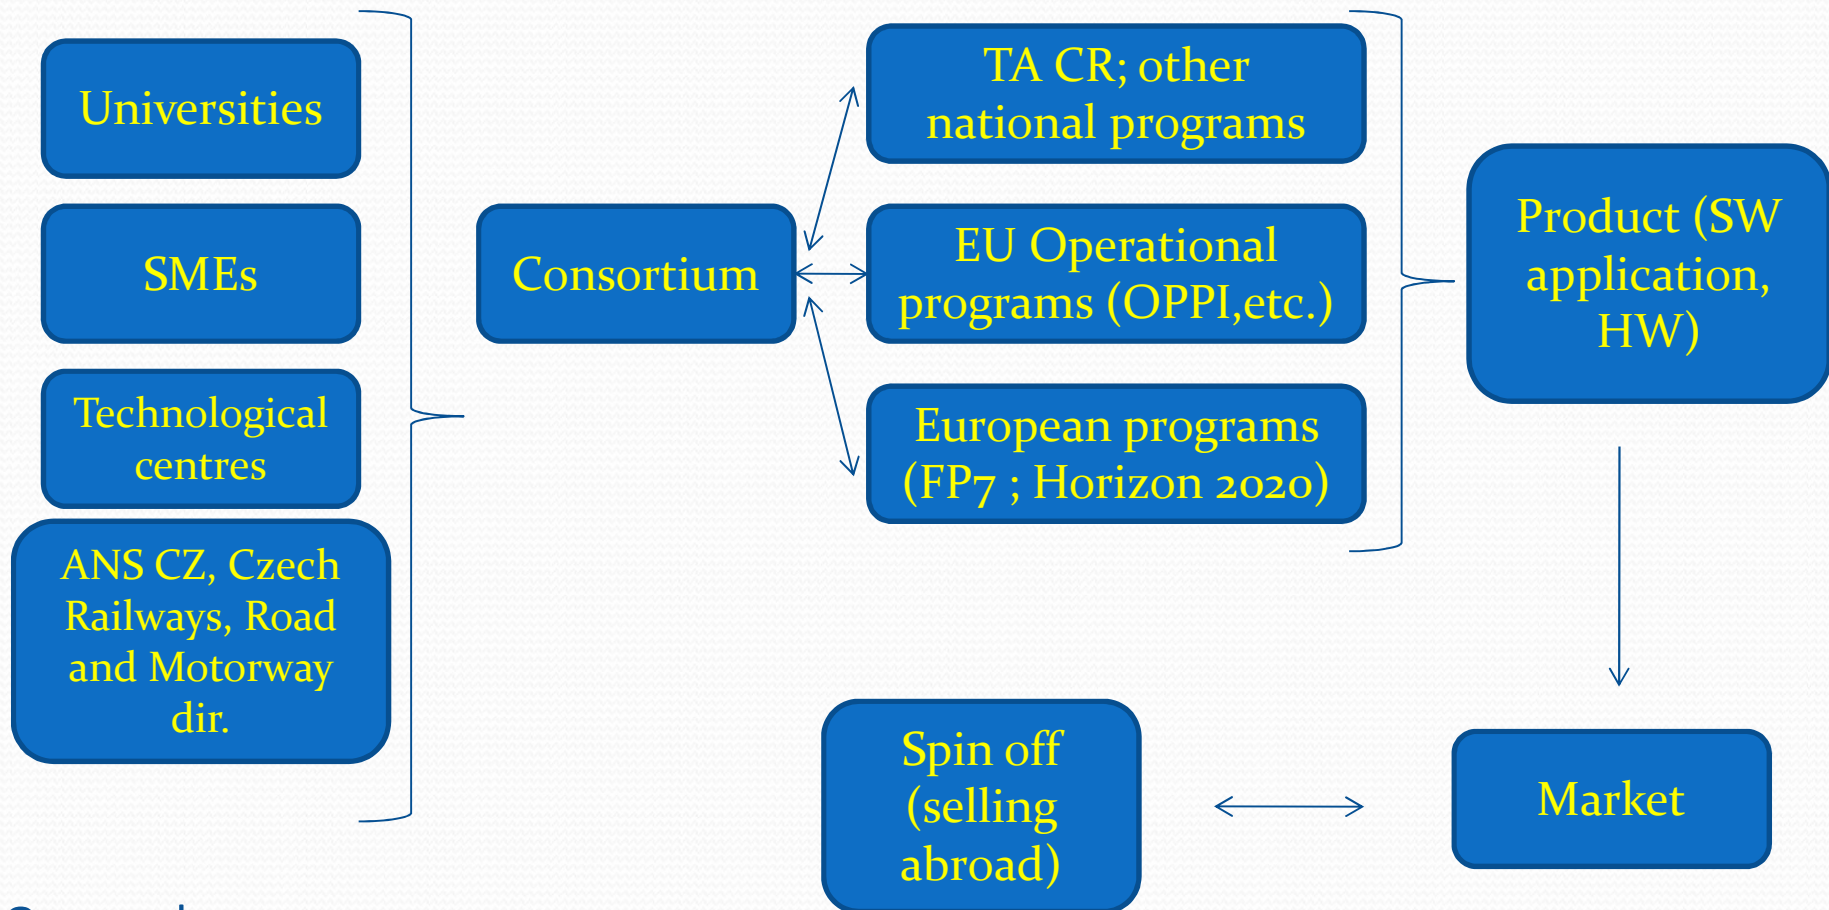 Universities
SMEs
Technological
centres
ANS CZ, Czech
Railways, Road
and Motorway
dir.
Consortium
TA CR; other
national programs
EU Operational
programs (OPPI,etc.)
European programs
(FP7 ; Horizon 2020)
Product (SW
application,
HW)
Market
Spin off
(selling
abroad)